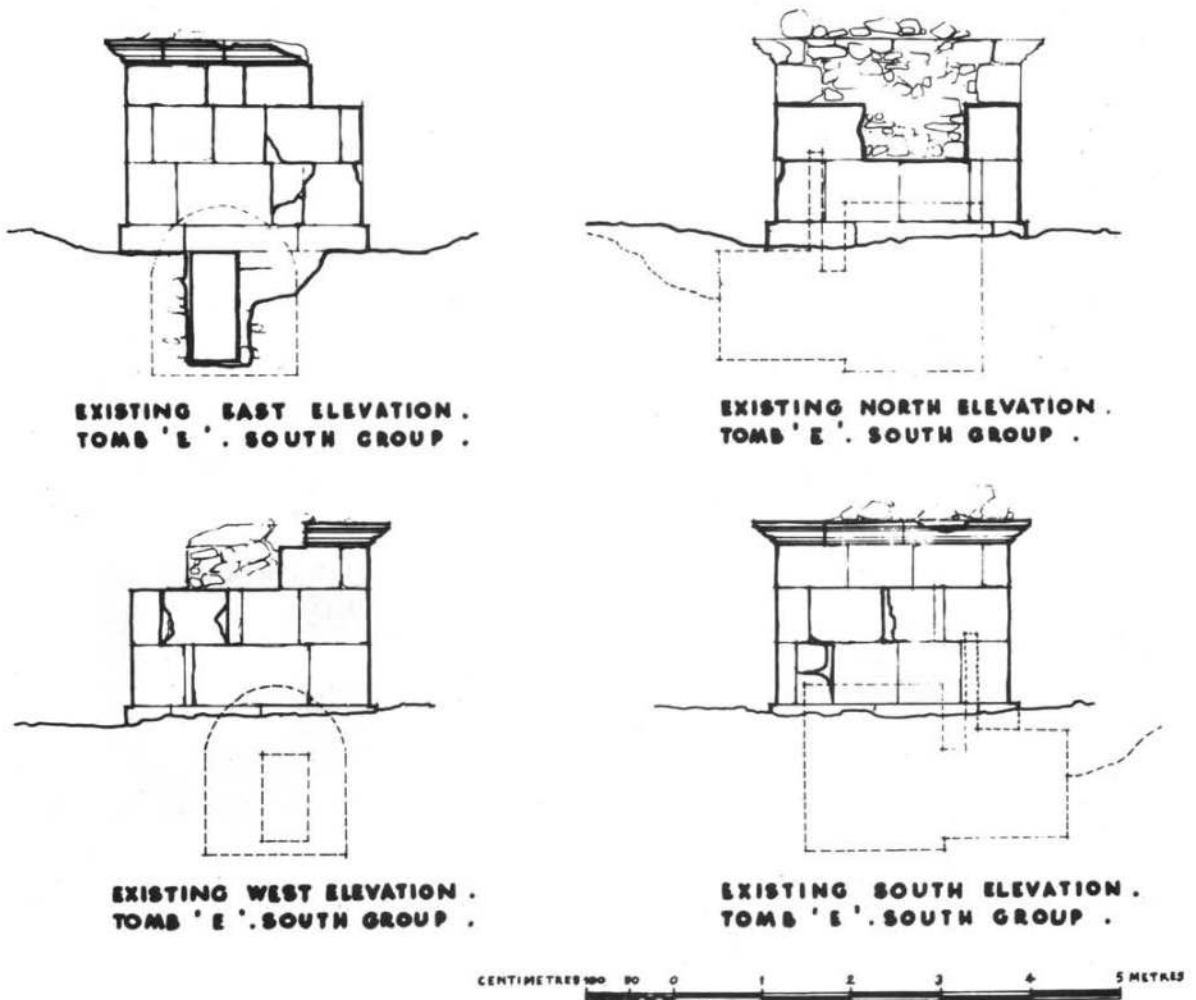 EXISTING EAST ELEVATION.
TOMB 'E'. SOUTH GROUP.
EXISTING NORTH ELEVATION.
TOMB 'E'. SOUTH GROUP.
EXISTING WEST ELEVATION.
TOMB 'E'. SOUTH GROUP.
EXISTING SOUTH ELEVATION.
TOMB 'E'. SOUTH GROUP.
CENTIMETRES 100 50 0 1 2 3 4 5 METRES